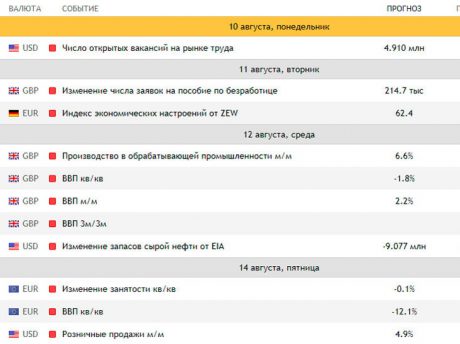 ВАЛЮТА СОБЫТИЕ ПРОГНОЗ
10 августа, понедельник
USD Число открытых вакансий на рынке труда 4.910 млн
11 августа, вторник
GBP Изменение числа заявок на пособие по безработице 214.7 тыс
EUR Индекс экономических настроений от ZEW 62.4
12 августа, среда
GBP Производство в обрабатывающей промышленности м/м 6.6%
GBP ВВП кв/кв -1.8%
GBP ВВП м/м 2.2%
GBP ВВП 3м/3м
USD Изменение запасов сырой нефти от EIA -9.077 млн
14 августа, пятница
EUR Изменение занятости кв/кв -0.1%
EUR ВВП кв/кв -12.1%
USD Розничные продажи м/м 4.9%